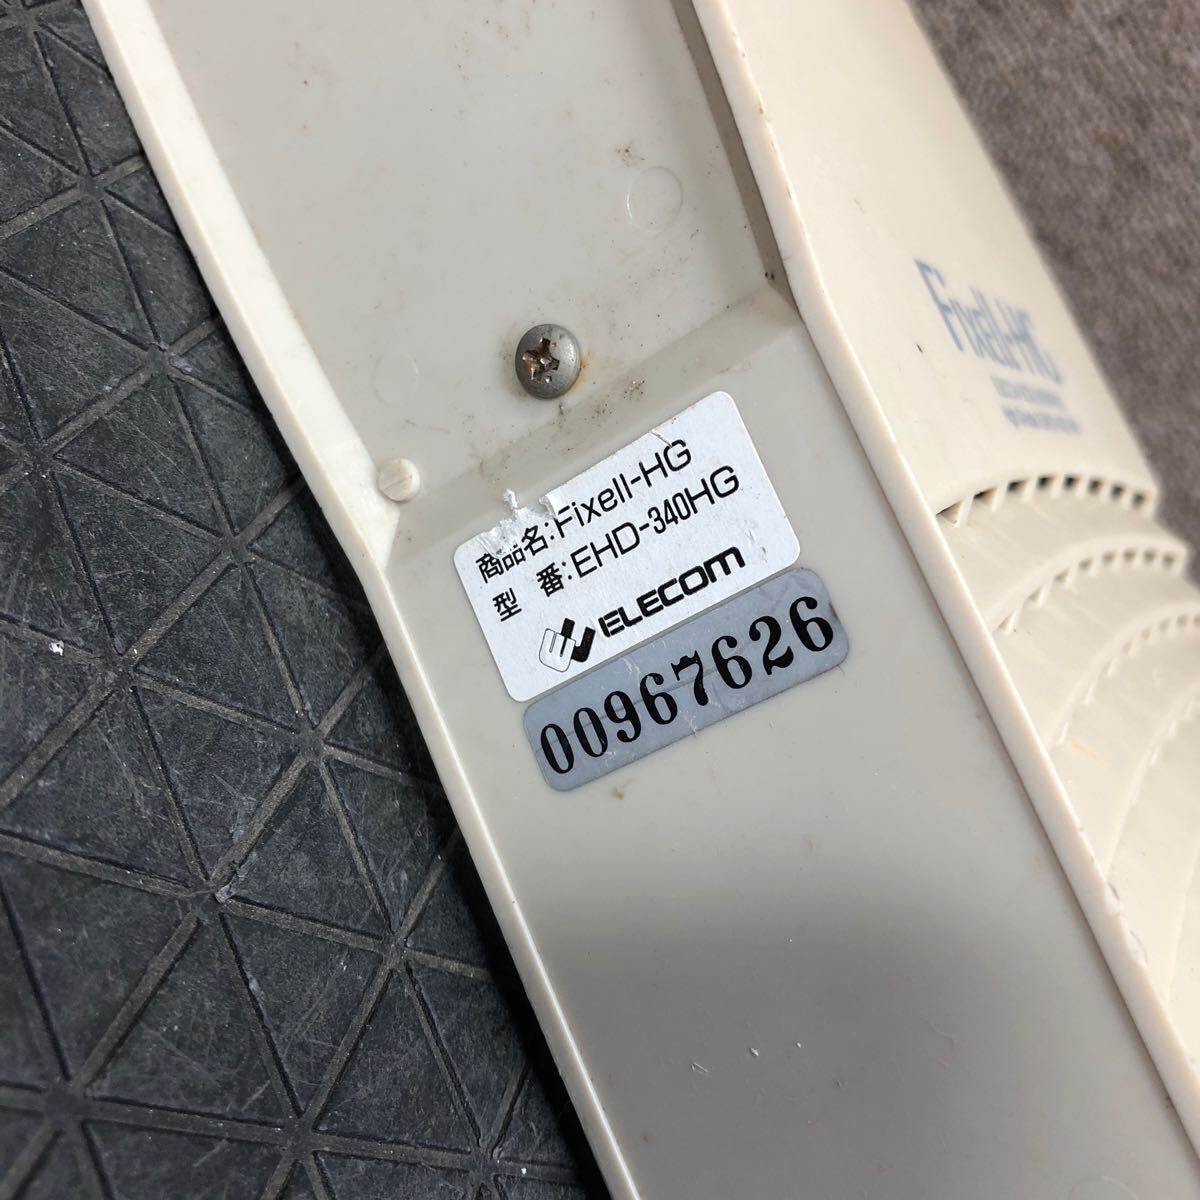 商品名:Fixell-HG
型 番:EHD-340HG
ELECOM
00967626
Fixell-HG